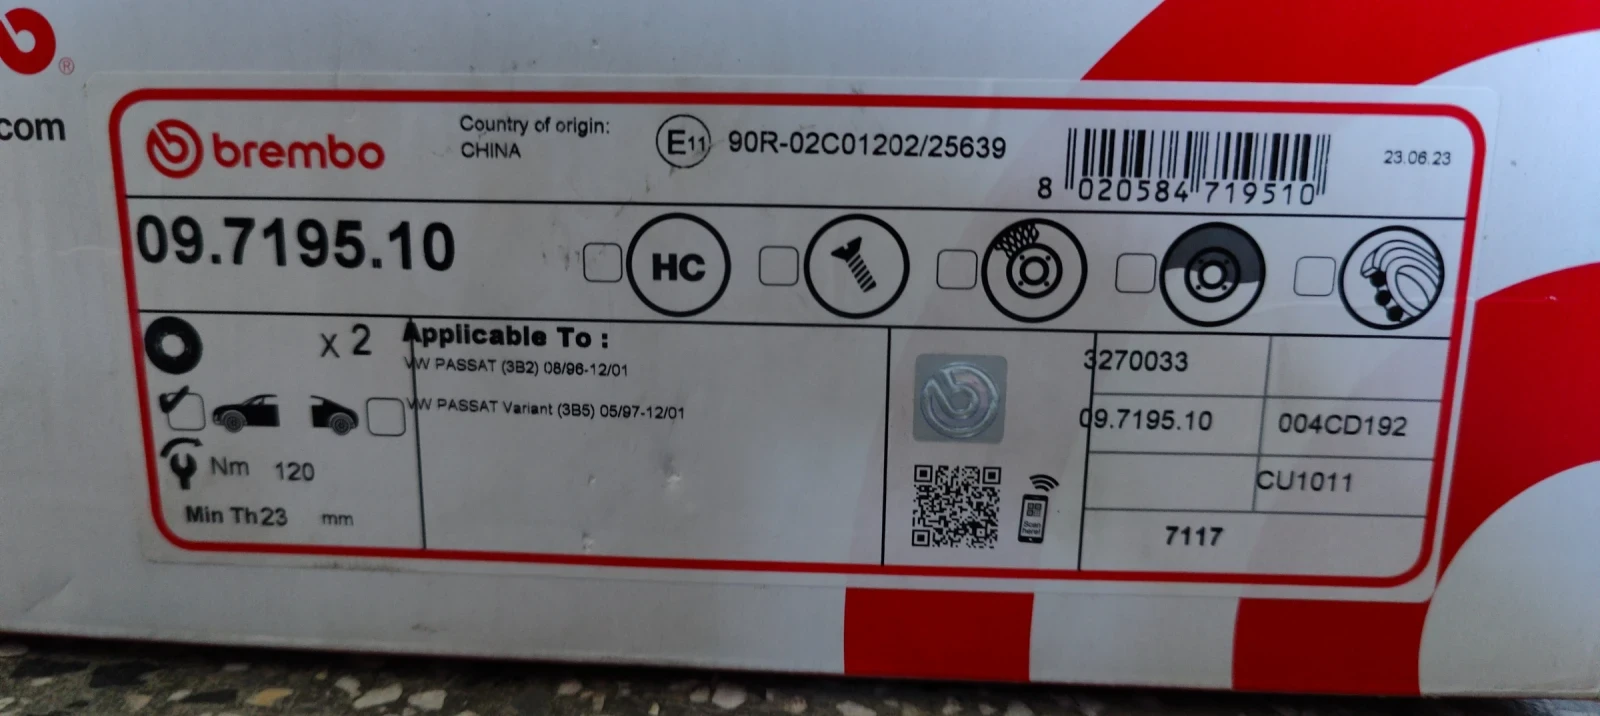 ®
com
brembo
Country of origin:
CHINA
E11 90R-02C01202/25639
8 020584 719510
23.06.23
09.7195.10
HC
x 2
Applicable To :
VW PASSAT (3B2) 08/96-12/01
VW PASSAT Variant (3B5) 05/97-12/01
Nm 120
Min Th23 mm
Scan
here!
3270033
09.7195.10 004CD192
CU1011
7117